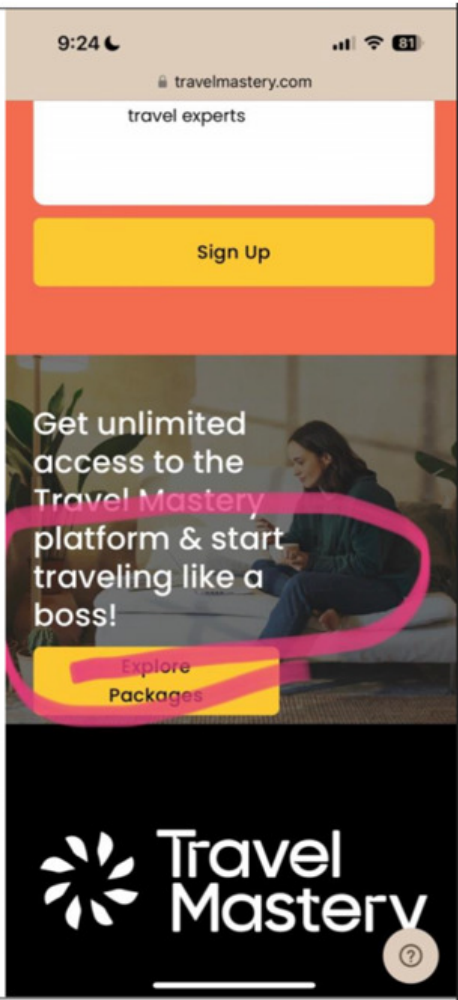 9:24
81
travelmastery.com
travel experts
Sign Up
Get unlimited
access to the
Travel Mastery
platform & start
traveling like a
boss!
Explore
Packages
Travel
Mastery
?